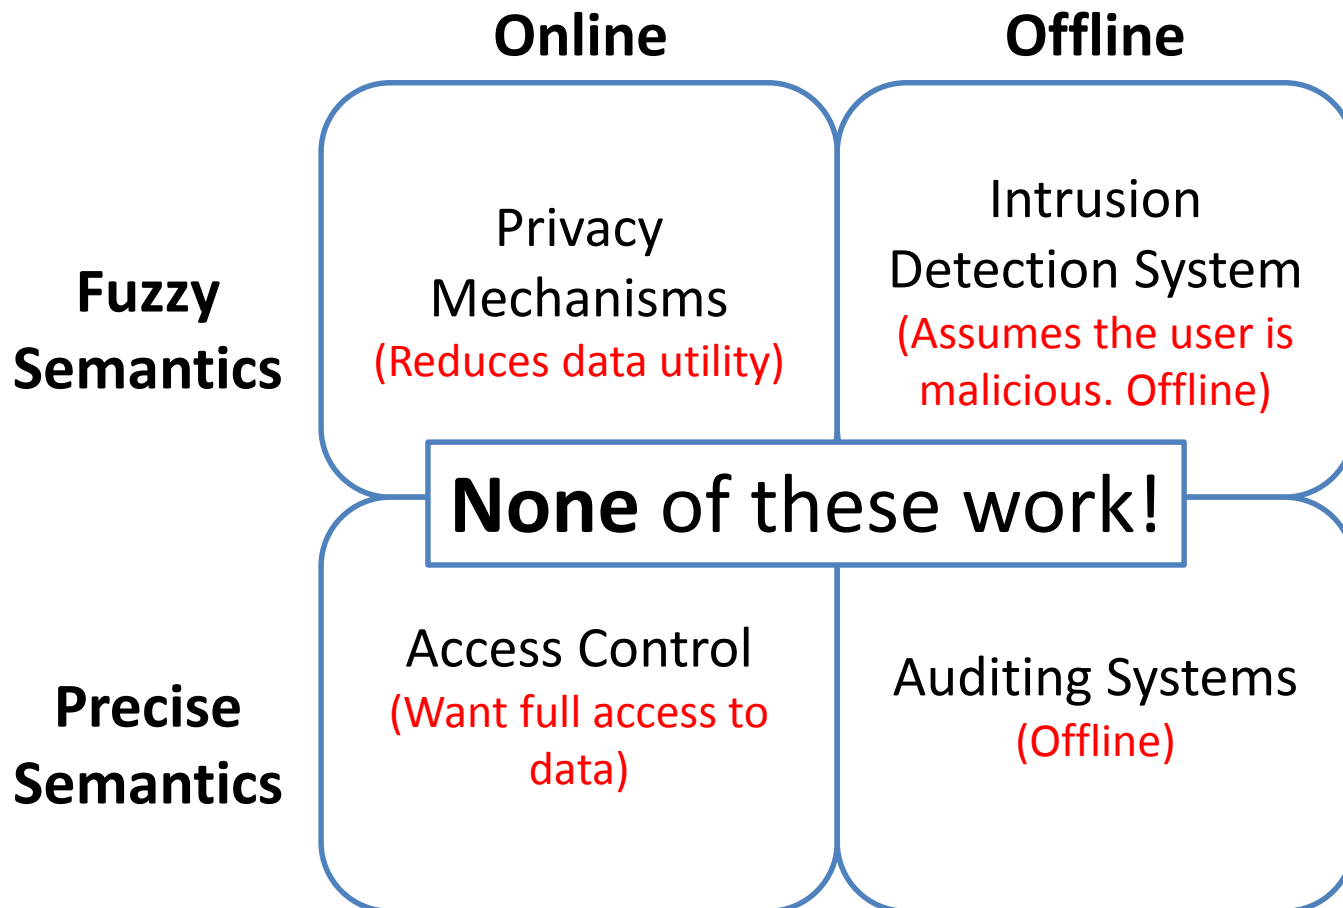 Online
Offline
Fuzzy
Semantics
Privacy
Mechanisms
(Reduces data utility)
Intrusion
Detection System
(Assumes the user is
malicious. Offline)
None of these work!
Precise
Semantics
Access Control
(Want full access to
data)
Auditing Systems
(Offline)